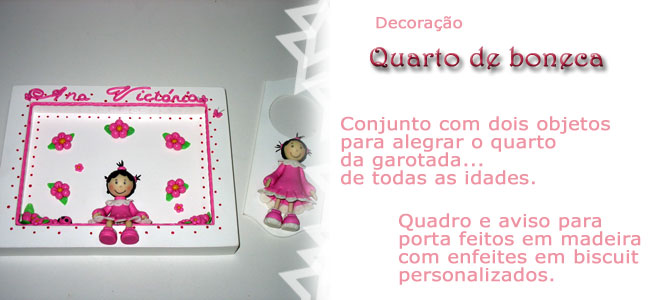 Decoração
Quarto de boneca
Ana Victória
Conjunto com dois objetos
para alegrar o quarto
da garotada...
de todas as idades.
Quadro e aviso para
porta feitos em madeira
com enfeites em biscuit
personalizados.